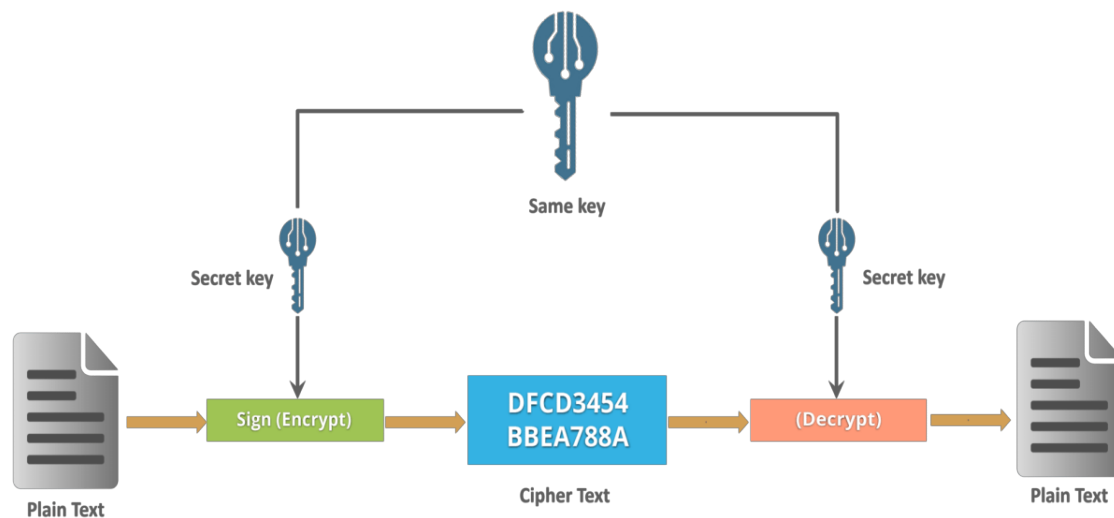 Same key
Secret key
Secret key
Sign (Encrypt)
DFCD3454
BBEA788A
(Decrypt)
Plain Text
Cipher Text
Plain Text